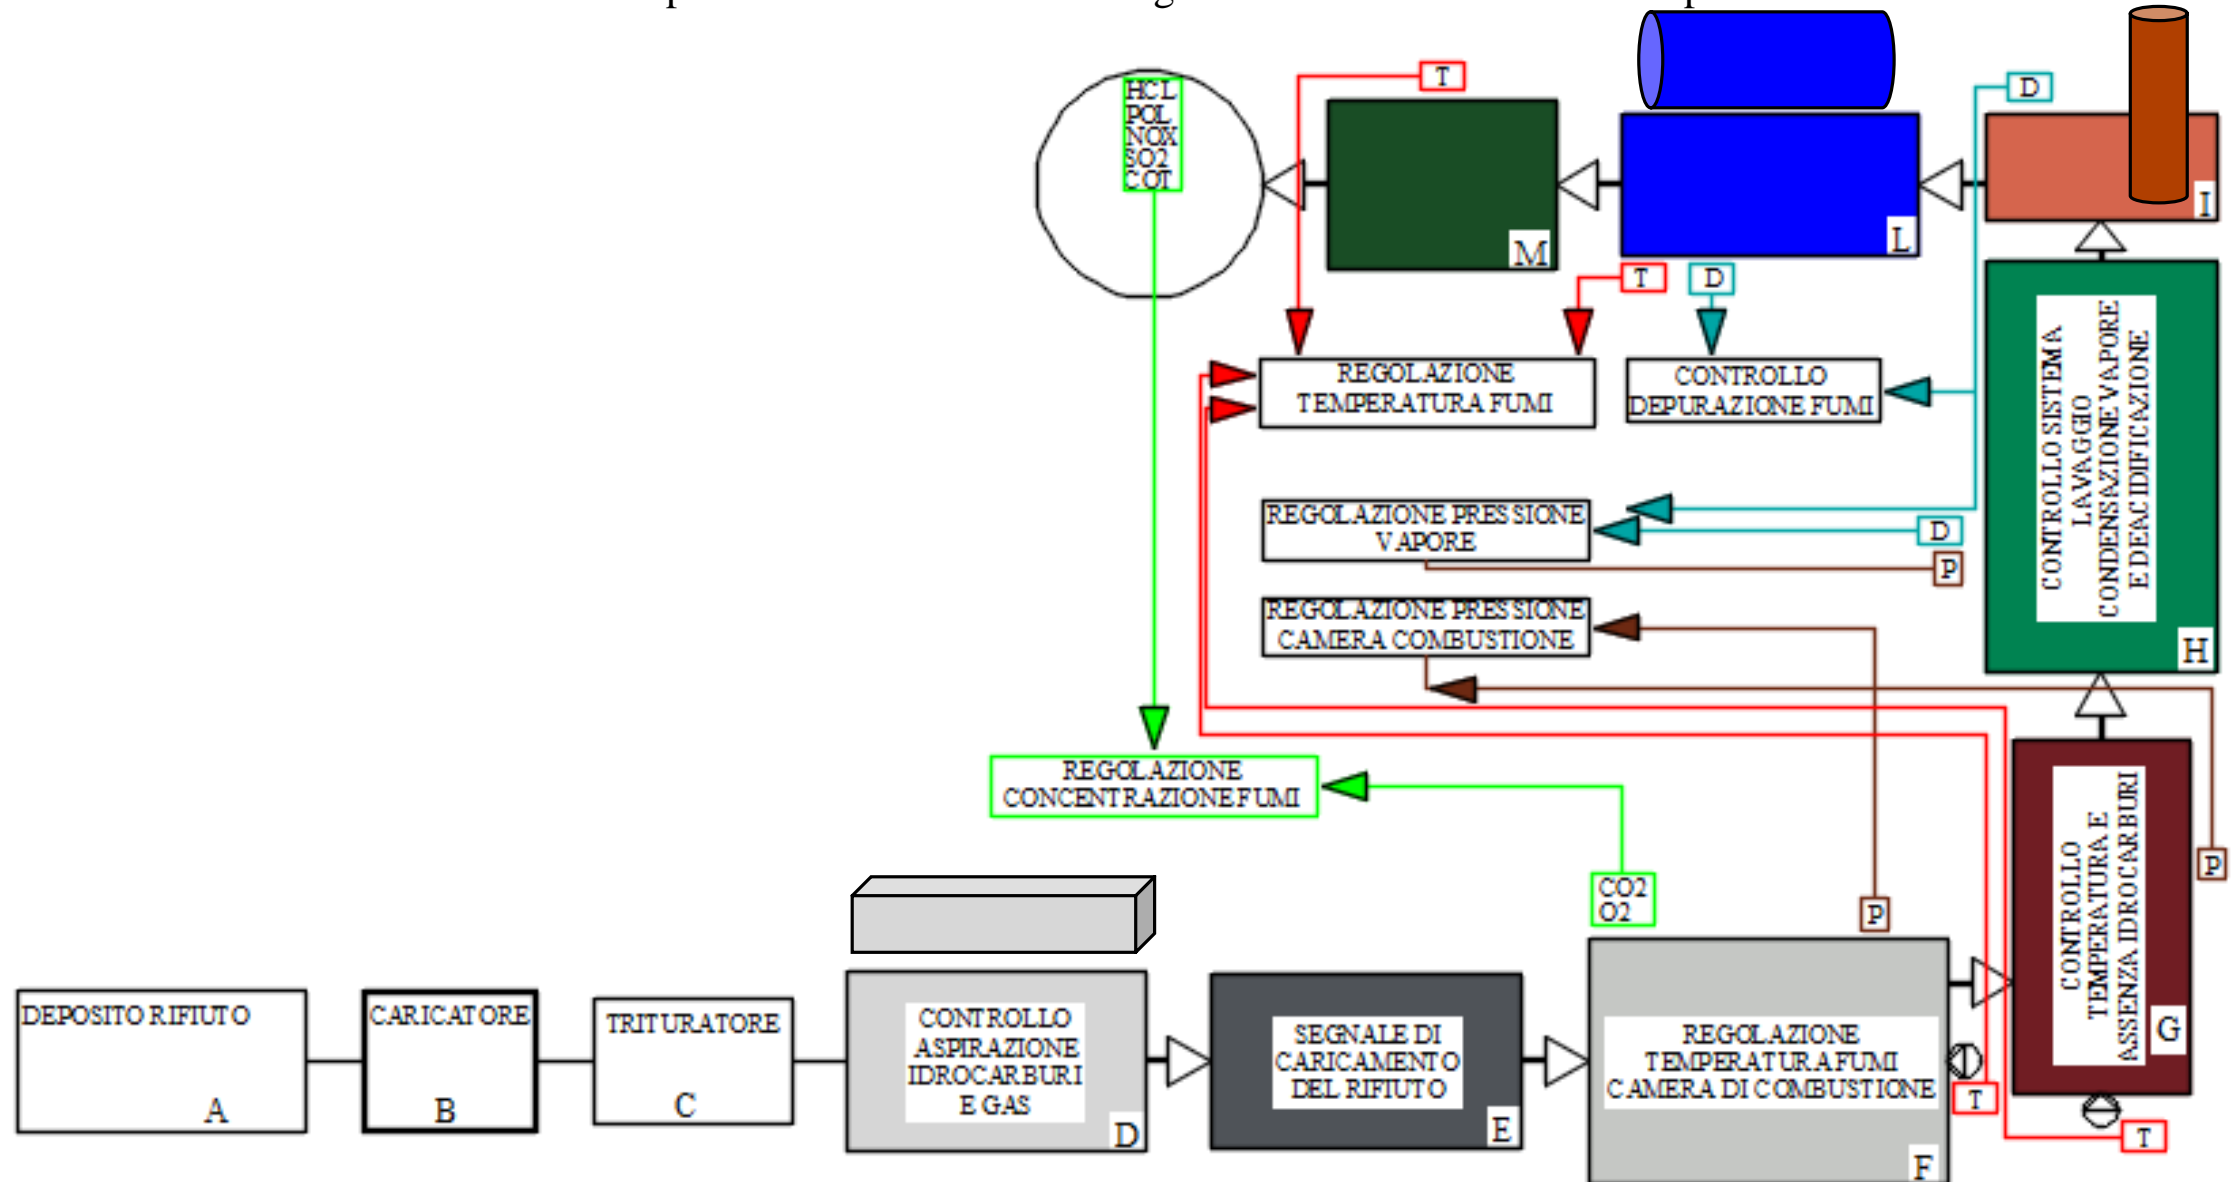 T
D
HCL
POL
NOX
SO2
COT
I
L
M
T
D
REGOLAZIONE
TEMPERATURA FUMI
CONTROLLO
DEPURAZIONE FUMI
CONTROLLO SISTEMA
LAVAGGIO
CONDENSAZIONE VAPORE
E DEACIDIFICAZIONE
H
REGOLAZIONE PRESSIONE
VAPORE
D
P
REGOLAZIONE PRESSIONE
CAMERA COMBUSTIONE
REGOLAZIONE
CONCENTRAZIONE FUMI
CO2
O2
P
P
CONTROLLO
TEMPERATURA E
ASSENZA IDROCARBURI
G
DEPOSITO RIFIUTO
A
CARICATORE
B
TRITURATORE
C
CONTROLLO
ASPIRAZIONE
IDROCARBURI
E GAS
D
SEGNALE DI
CARICAMENTO
DEL RIFIUTO
E
REGOLAZIONE
TEMPERATURA FUMI
CAMERA DI COMBUSTIONE
F
T
T